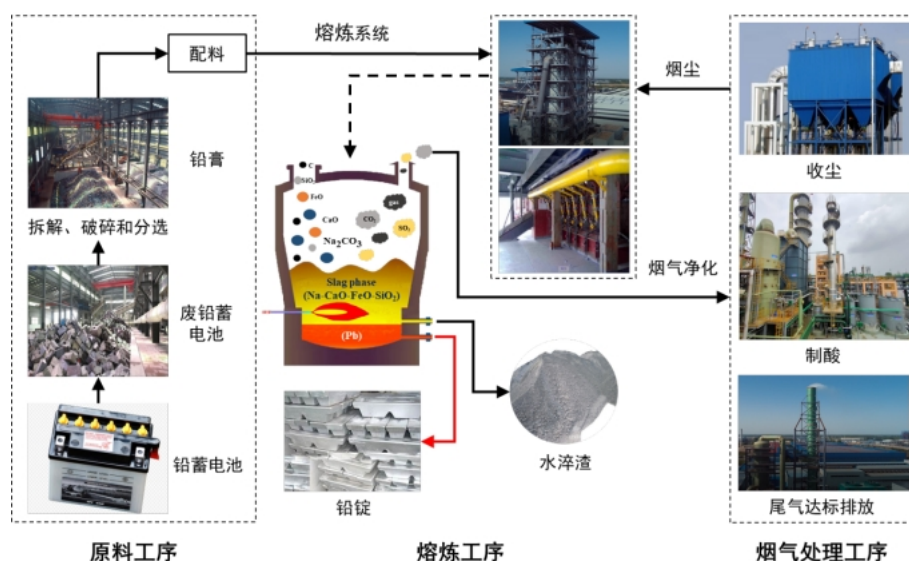 配料
熔炼系统
烟尘
铅膏
收尘
拆解、破碎和分选
C
SiO₂
FeO
CaO
Na₂CO₃
gas
CO₂
SO₂
烟气净化
Slag phase
(Na-CaO-FeO-SiO₂)
(Pb)
废铅蓄
电池
制酸
铅蓄电池
水淬渣
铅锭
尾气达标排放
原料工序
熔炼工序
烟气处理工序